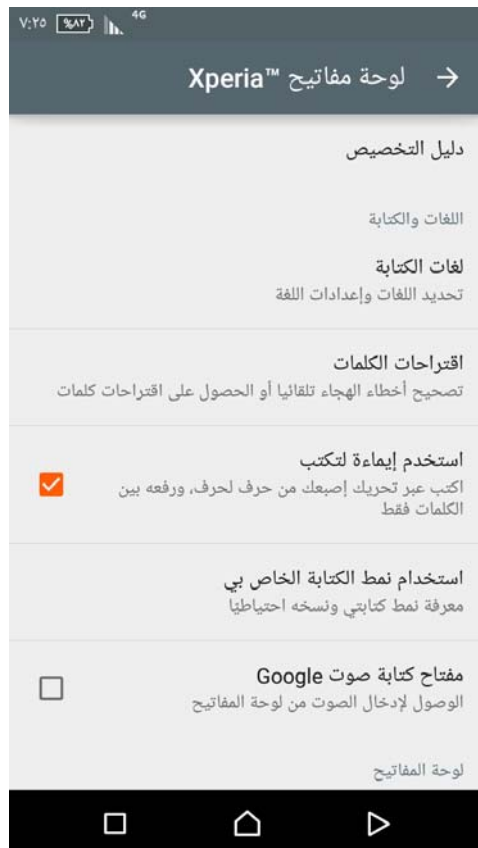 ٧:٢٥ ٨٢% 4G
لوحة مفاتيح Xperia™
دليل التخصيص
اللغات والكتابة
لغات الكتابة
تحديد اللغات وإعدادات اللغة
اقتراحات الكلمات
تصحيح أخطاء الهجاء تلقائيا أو الحصول على اقتراحات كلمات
استخدم إيماءة لتكتب
اكتب عبر تحريك إصبعك من حرف لحرف، ورفعه بين
الكلمات فقط
استخدام نمط الكتابة الخاص بي
معرفة نمط كتابتي ونسخه احتياطيًا
مفتاح كتابة صوت Google
الوصول لإدخال الصوت من لوحة المفاتيح
لوحة المفاتيح